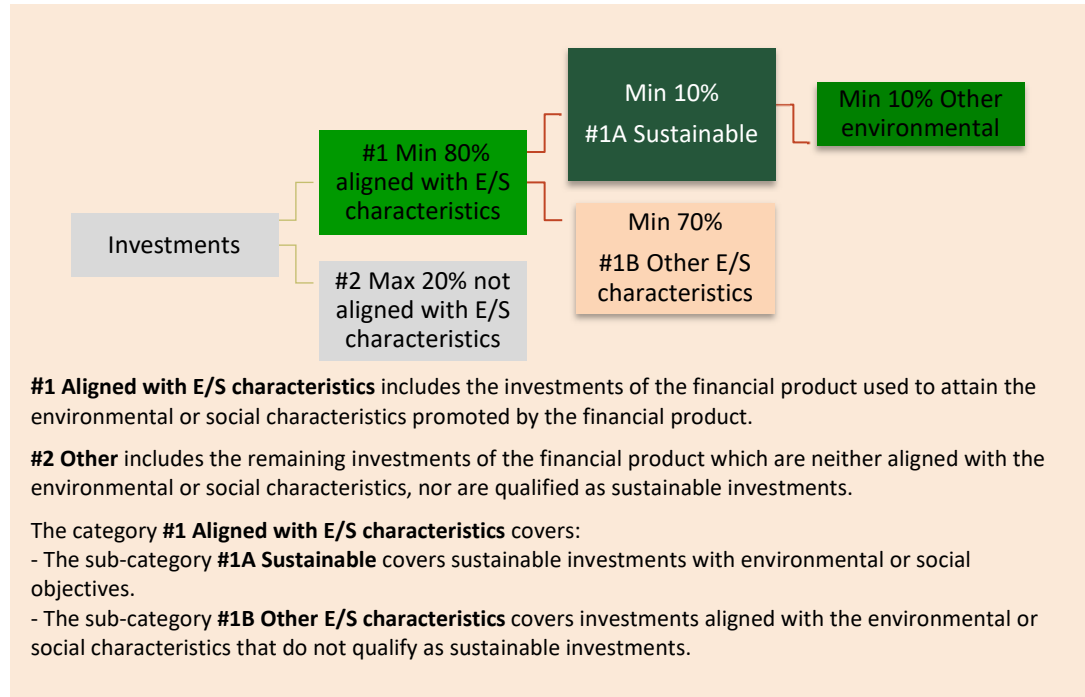 Min 10%
#1A Sustainable
Min 10% Other
environmental
#1 Min 80%
aligned with E/S
characteristics
Investments
Min 70%
#1B Other E/S
characteristics
#2 Max 20% not
aligned with E/S
characteristics
#1 Aligned with E/S characteristics includes the investments of the financial product used to attain the
environmental or social characteristics promoted by the financial product.
#2 Other includes the remaining investments of the financial product which are neither aligned with the
environmental or social characteristics, nor are qualified as sustainable investments.
The category #1 Aligned with E/S characteristics covers:
- The sub-category #1A Sustainable covers sustainable investments with environmental or social
objectives.
- The sub-category #1B Other E/S characteristics covers investments aligned with the environmental or
social characteristics that do not qualify as sustainable investments.